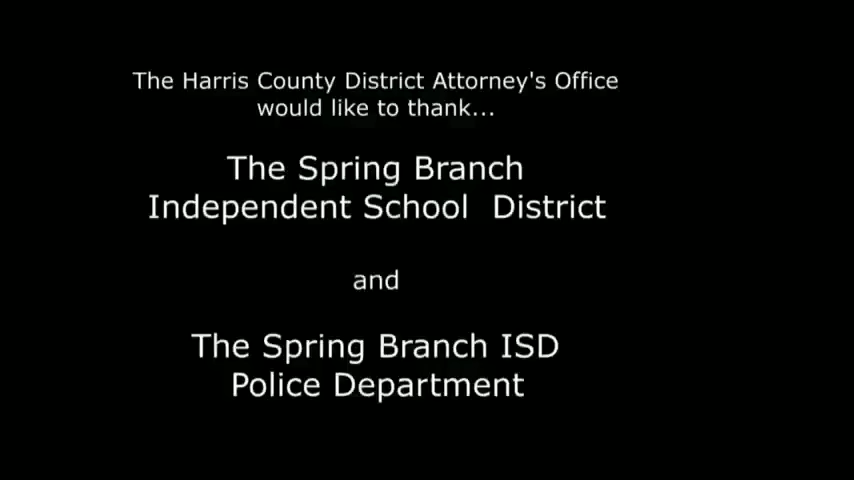 The Harris County District Attorney's Office
would like to thank...
The Spring Branch
Independent School District
and
The Spring Branch ISD
Police Department